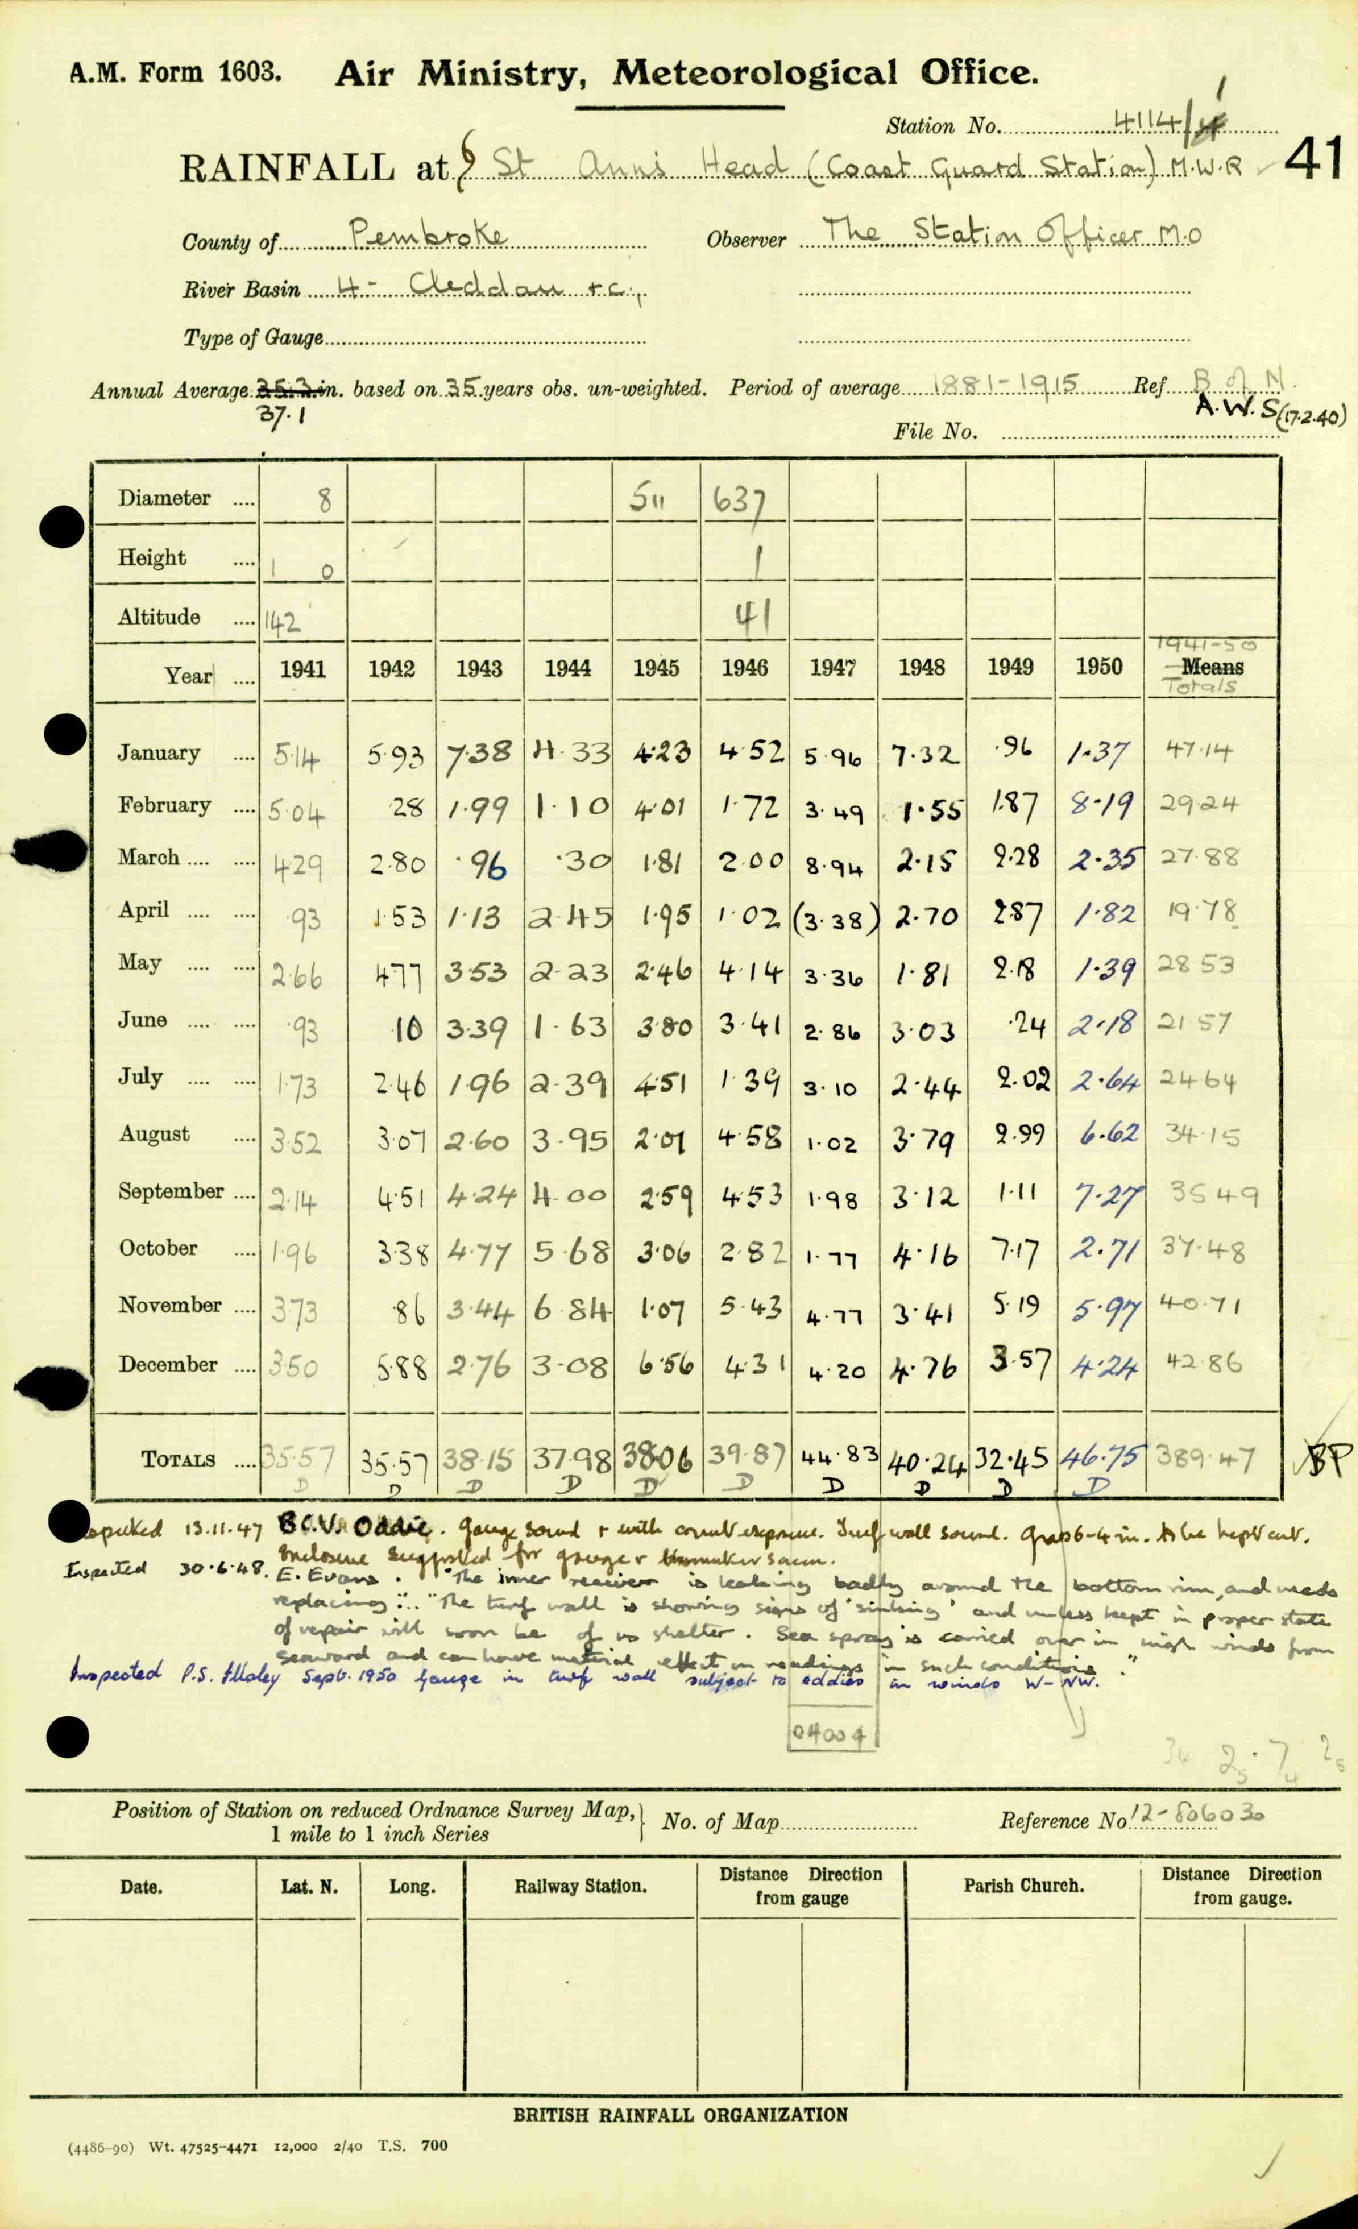 A.M. Form 1603. Air Ministry, Meteorological Office.
Station No. 4114/1
RAINFALL at St Ann's Head (Coast Guard Station) M.W.R 41
County of Pembroke Observer The Station Officer M.O
River Basin 4 - Cleddau &c.,
Type of Gauge
Annual Average 35.3 in. based on 35 years obs. un-weighted. Period of average 1881-1915 Ref B of N.
37.1 A.W.S (17.2.40)
File No.
Diameter .... 8 5" 637
Height .... 1 0 1
Altitude .... 142 41
1941-50
Year .... 1941 1942 1943 1944 1945 1946 1947 1948 1949 1950 Means
Totals
January .... 5.14 5.93 7.38 4.33 4.23 4.52 5.96 7.32 .96 1.37 47.14
February .... 5.04 .28 1.99 1.10 4.01 1.72 3.49 1.55 1.87 8.19 29.24
March .... .... 4.29 2.80 .96 .30 1.81 2.00 8.94 2.15 2.28 2.35 27.88
April .... .... .93 1.53 1.13 2.45 1.95 1.02 (3.38) 2.70 2.87 1.82 19.78
May .... .... 2.66 4.77 3.53 2.23 2.46 4.14 3.36 1.81 2.18 1.39 28.53
June .... .... .93 .10 3.39 1.63 3.80 3.41 2.86 3.03 .24 2.18 21.57
July .... .... 1.73 2.46 1.96 2.39 4.51 1.39 3.10 2.44 2.02 2.64 24.64
August .... 3.52 3.07 2.60 3.95 2.01 4.58 1.02 3.79 2.99 6.62 34.15
September .... 2.14 4.51 4.24 4.00 2.59 4.53 1.98 3.12 1.11 7.27 35.49
October .... 1.96 3.38 4.77 5.68 3.06 2.82 1.77 4.16 7.17 2.71 37.48
November .... 3.73 .86 3.44 6.84 1.07 5.43 4.77 3.41 5.19 5.97 40.71
December .... 3.50 5.88 2.76 3.08 6.56 4.31 4.20 4.76 3.57 4.24 42.86
TOTALS .... 35.57 35.57 38.15 37.98 38.06 39.87 44.83 40.24 32.45 46.75 389.47 BP
D D D D D D D D D D
Inspected 13.11.47 B.C.V. Oddie. Gauge sound & with correct exposure. Turf wall sound. Grass 6-4 in. to be kept cut.
Enclosure suggested for gauge & screen.
Inspected 30.6.48. E. Evans. "The inner receiver is leaking badly around the bottom rim, and needs
replacing"... "The turf wall is showing signs of 'sinking' and unless kept in proper state
of repair will soon be of no shelter. Sea spray is carried over in high winds from
seaward and can have material effect on readings in such conditions."
Inspected P.S. Sept. 1950 Gauge in turf wall subject to eddies in winds W-NW.
04004
Position of Station on reduced Ordnance Survey Map, No. of Map Reference No 12-806030
1 mile to 1 inch Series
Date. Lat. N. Long. Railway Station. Distance Direction from gauge Parish Church. Distance Direction from gauge.
BRITISH RAINFALL ORGANIZATION
(4486-90) Wt. 47525-4471 12,000 2/40 T.S. 700